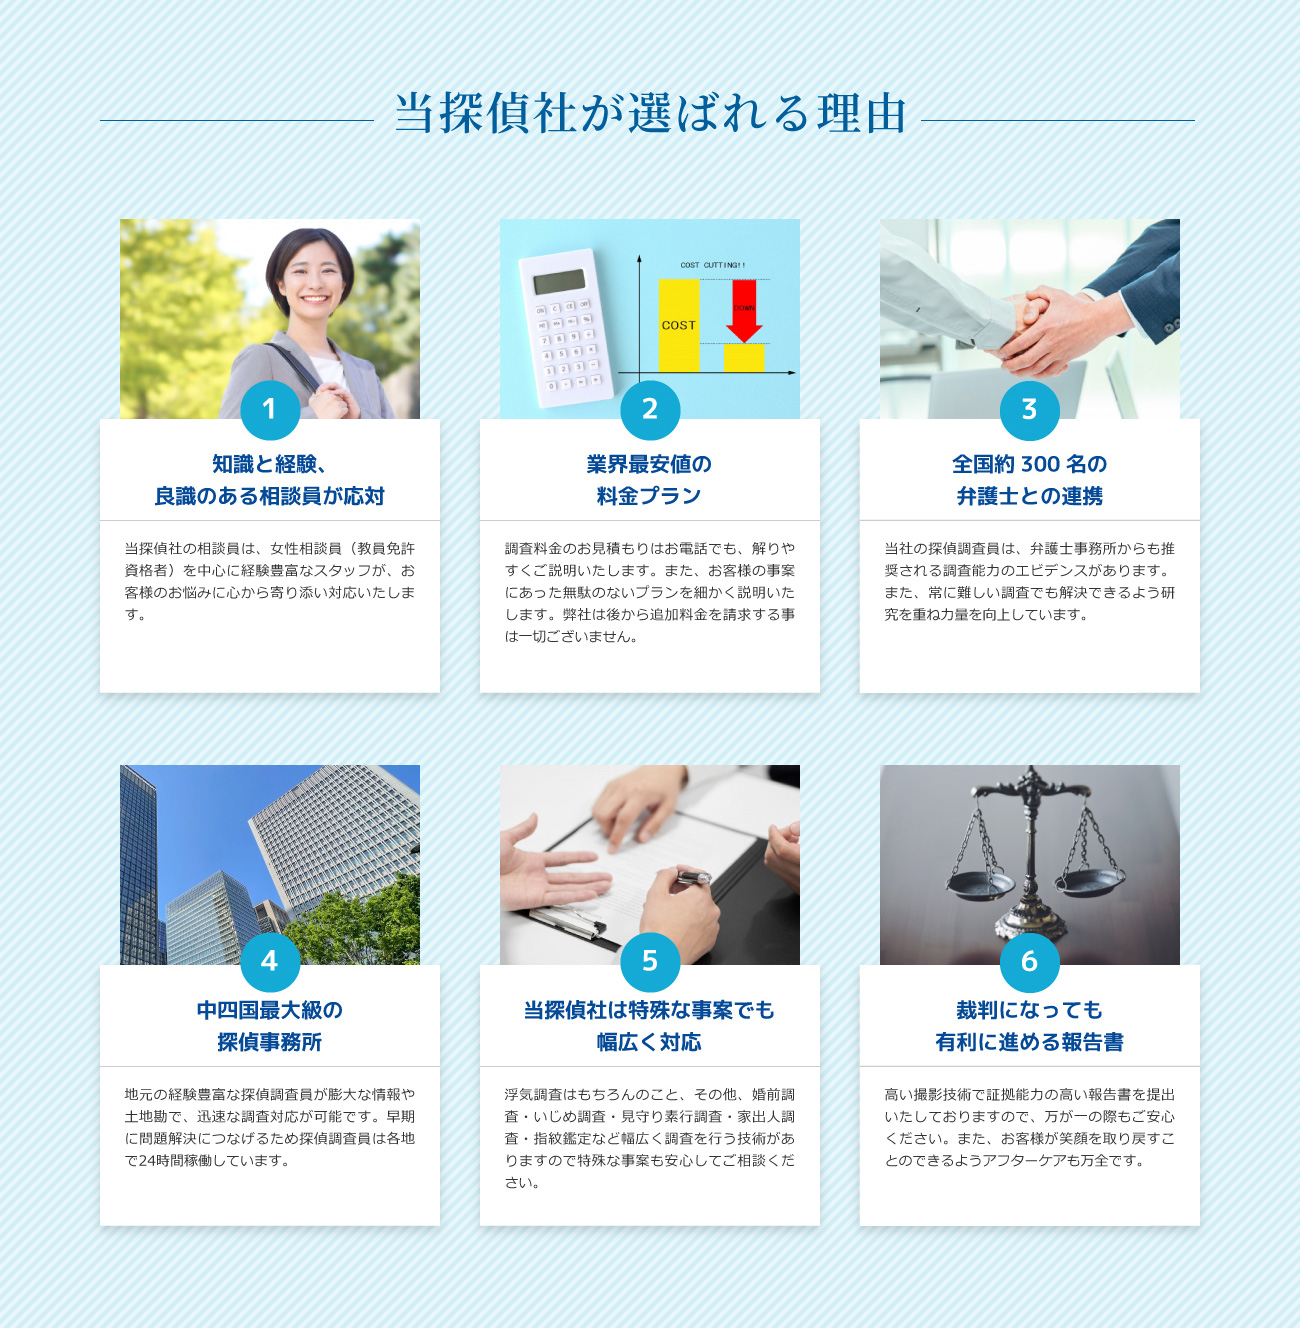 当探偵社が選ばれる理由
COST CUTTING!!
COST
DOWN
1
知識と経験、
良識のある相談員が応対
当探偵社の相談員は、女性相談員（教員免許
資格者）を中心に経験豊富なスタッフが、お
客様のお悩みに心から寄り添い対応いたしま
す。
2
業界最安値の
料金プラン
調査料金のお見積もりはお電話でも、解りや
すくご説明いたします。また、お客様の事案
にあった無駄のないプランを細かく説明いた
します。弊社は後から追加料金を請求する事
は一切ございません。
3
全国約 300 名の
弁護士との連携
当社の探偵調査員は、弁護士事務所からも推
奨される調査能力のエビデンスがあります。
また、常に難しい調査でも解決できるよう研
究を重ね力量を向上しています。
4
中四国最大級の
探偵事務所
地元の経験豊富な探偵調査員が膨大な情報や
土地勘で、迅速な調査対応が可能です。早期
に問題解決につなげるため探偵調査員は各地
で24時間稼働しています。
5
当探偵社は特殊な事案でも
幅広く対応
浮気調査はもちろんのこと、その他、婚前調
査・いじめ調査・見守り素行調査・家出人調
査・指紋鑑定など幅広く調査を行う技術があ
りますので特殊な事案も安心してご相談くだ
さい。
6
裁判になっても
有利に進める報告書
高い撮影技術で証拠能力の高い報告書を提出
いたしておりますので、万が一の際もご安心
ください。また、お客様が笑顔を取り戻すこ
とのできるようアフターケアも万全です。